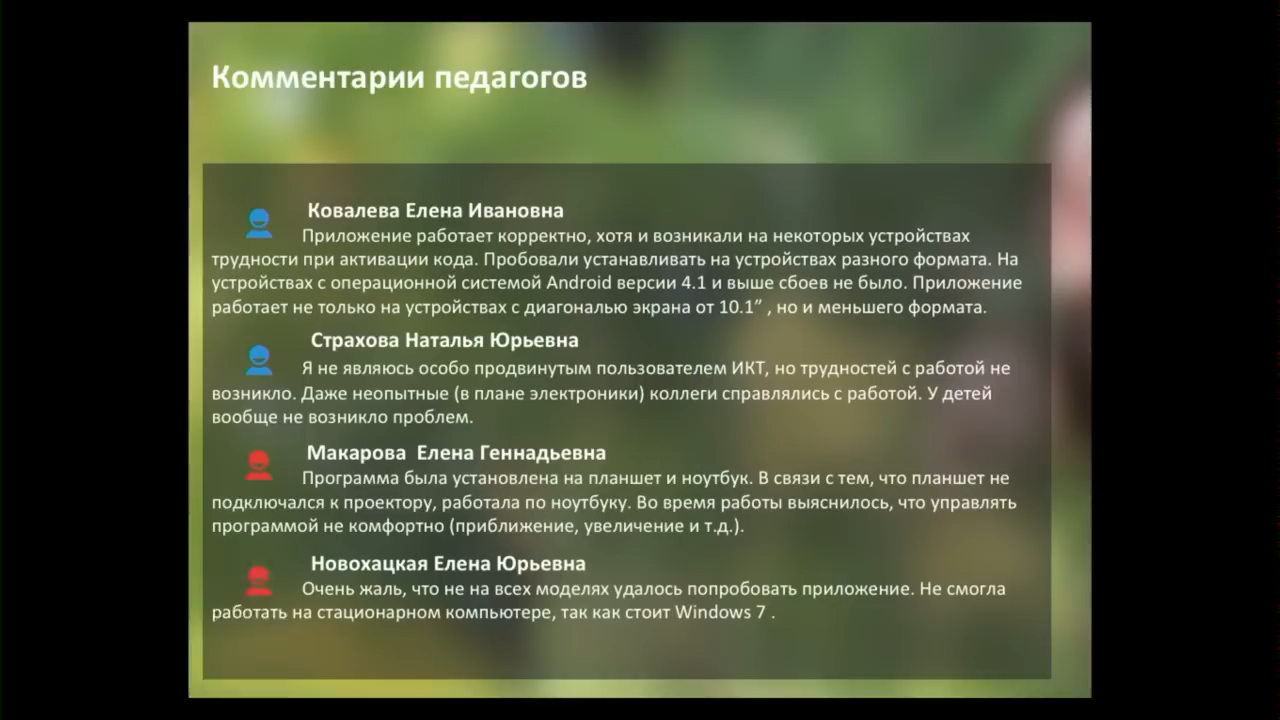 Комментарии педагогов
Ковалева Елена Ивановна
Приложение работает корректно, хотя и возникали на некоторых устройствах
трудности при активации кода. Пробовали устанавливать на устройствах разного формата. На
устройствах с операционной системой Android версии 4.1 и выше сбоев не было. Приложение
работает не только на устройствах с диагональю экрана от 10.1” , но и меньшего формата.
Страхова Наталья Юрьевна
Я не являюсь особо продвинутым пользователем ИКТ, но трудностей с работой не
возникло. Даже неопытные (в плане электроники) коллеги справлялись с работой. У детей
вообще не возникло проблем.
Макарова  Елена Геннадьевна
Программа была установлена на планшет и ноутбук. В связи с тем, что планшет не
подключался к проектору, работала по ноутбуку. Во время работы выяснилось, что управлять
программой не комфортно (приближение, увеличение и т.д.).
Новохацкая Елена Юрьевна
Очень жаль, что не на всех моделях удалось попробовать приложение. Не смогла
работать на стационарном компьютере, так как стоит Windows 7 .